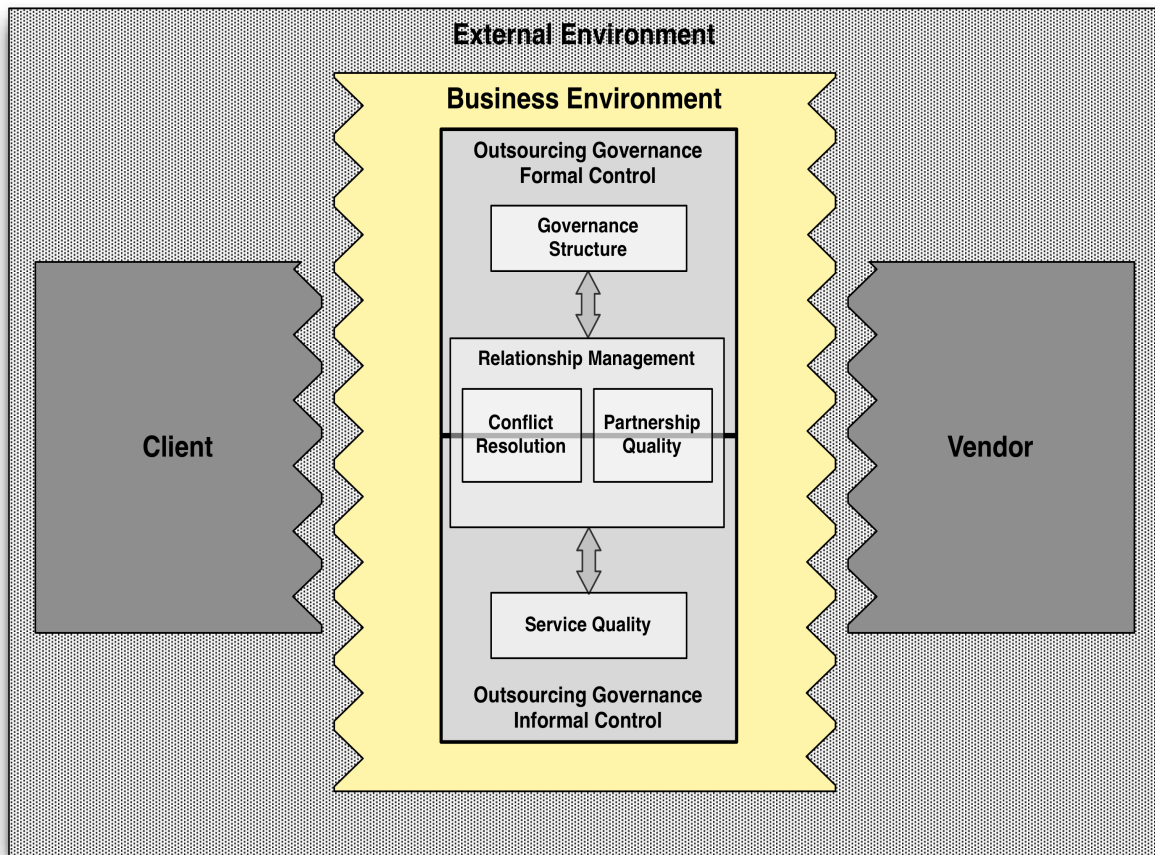 External Environment
Business Environment
Outsourcing Governance
Formal Control
Governance
Structure
Relationship Management
Conflict
Resolution
Partnership
Quality
Client
Vendor
Service Quality
Outsourcing Governance
Informal Control